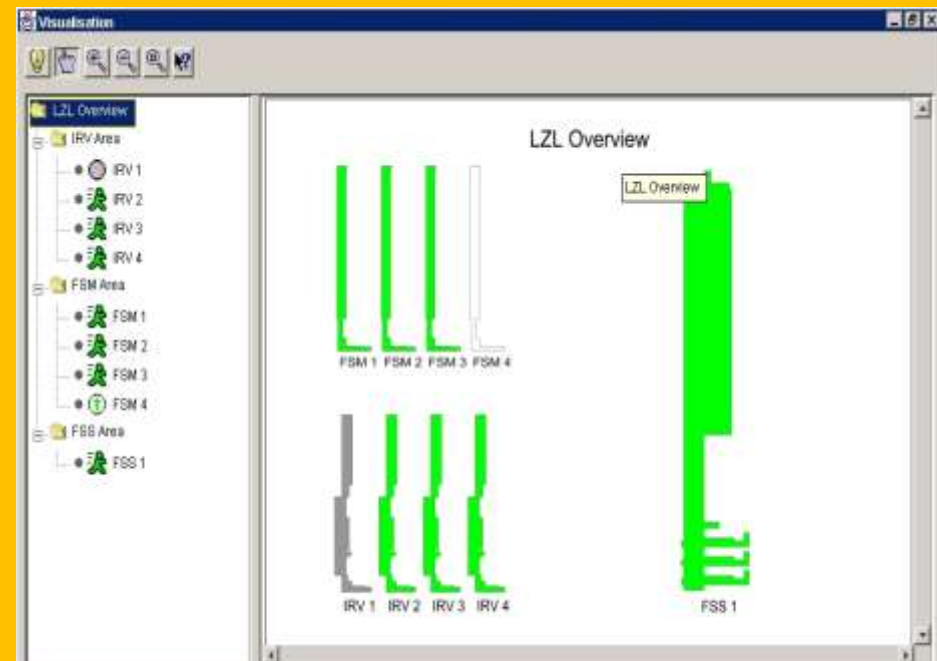 Visualisation
LZL Overview
IRV Area
IRV 1
IRV 2
IRV 3
IRV 4
FSM Area
FSM 1
FSM 2
FSM 3
FSM 4
FSS Area
FSS 1
LZL Overview
LZL Overview
FSM 1 FSM 2 FSM 3 FSM 4
IRV 1 IRV 2 IRV 3 IRV 4
FSS 1